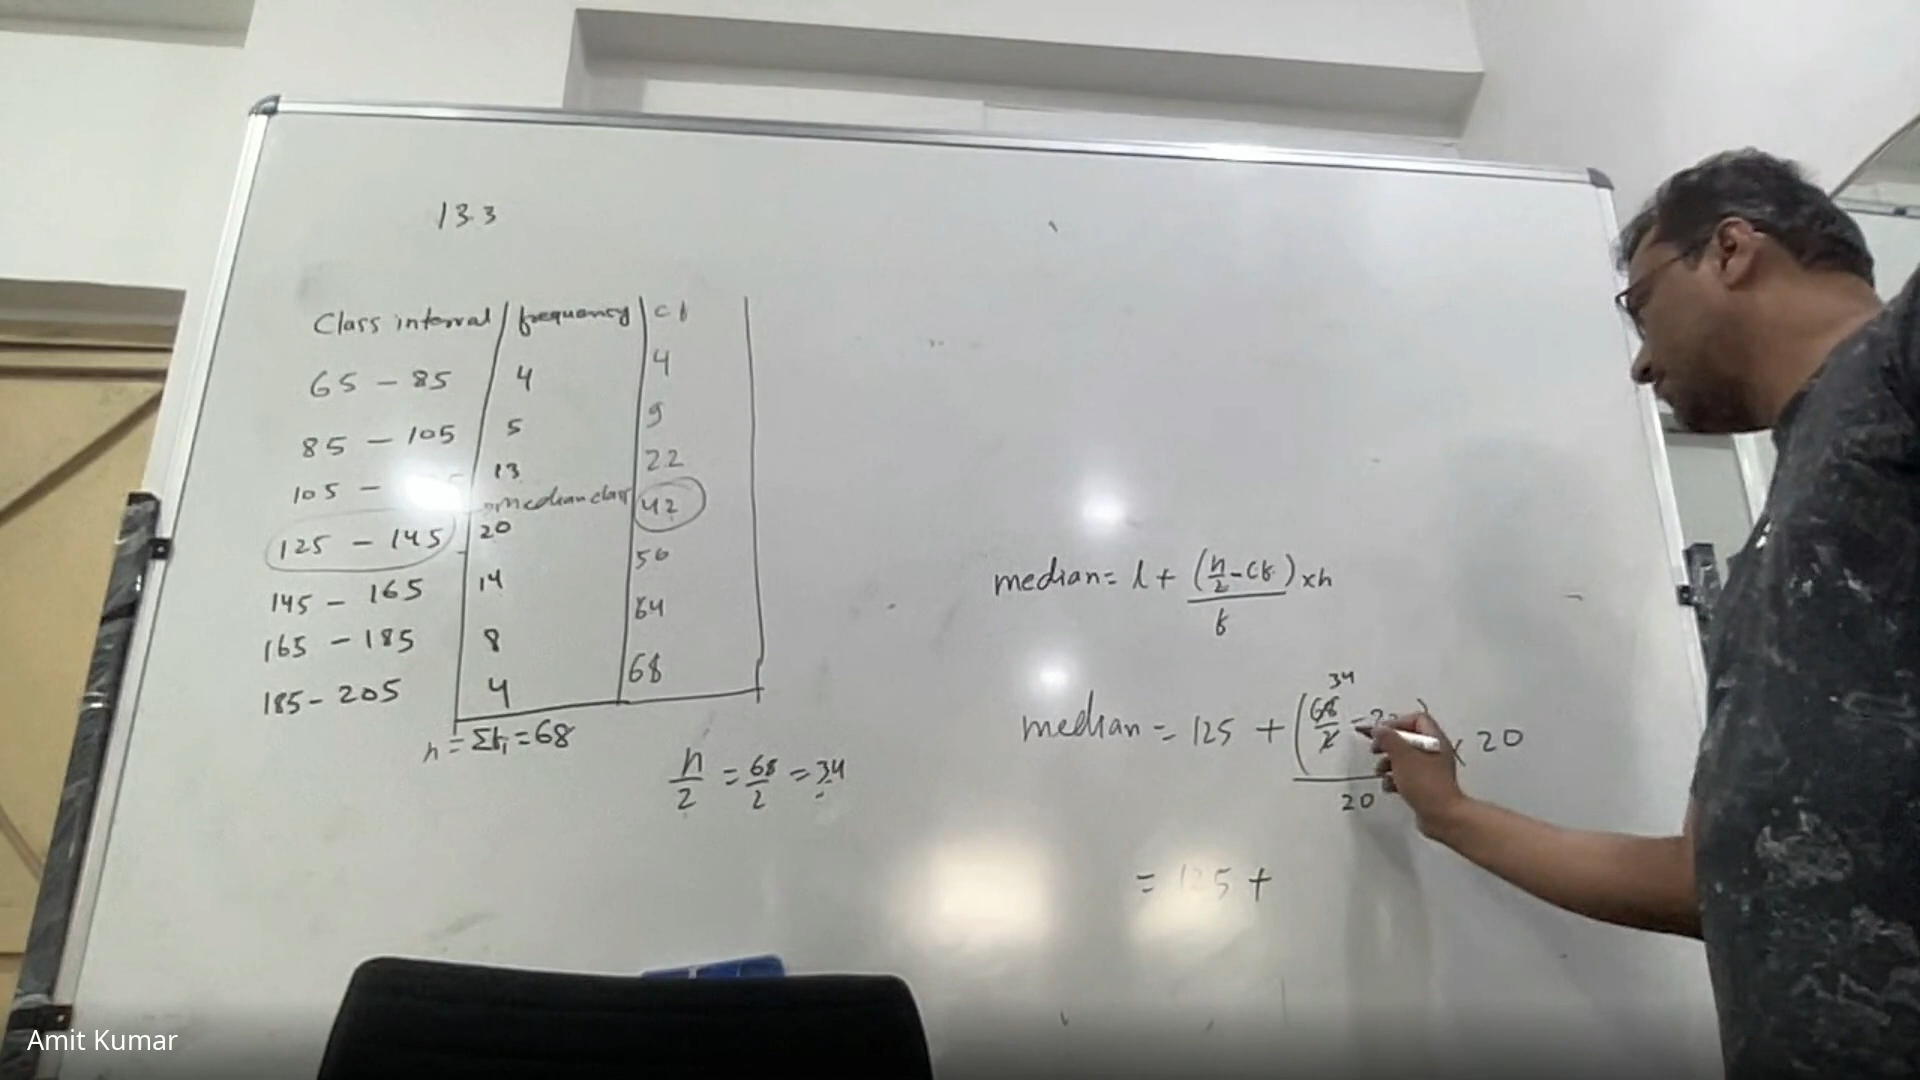 13.3
Class interval frequency cf
65 - 85 4 4
85 - 105 5 9
105 - 13 22
median class
125 - 145 20 42
145 - 165 14 56
165 - 185 8 64
185 - 205 4 68
n = Σfi = 68
n/2 = 68/2 = 34
median = l + (n/2 - cf)/f × h
34
median = 125 + (68/2 - )/20 × 20
= 125 +
Amit Kumar